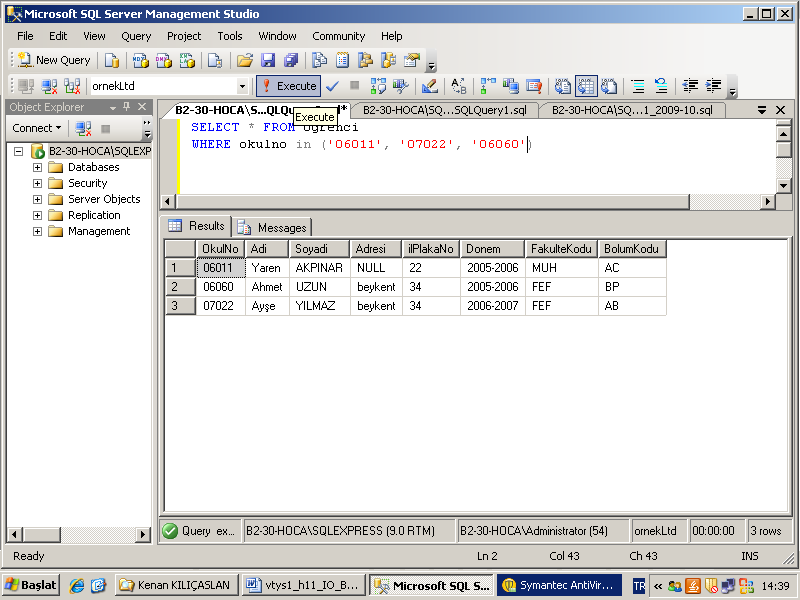 Microsoft SQL Server Management Studio
File Edit View Query Project Tools Window Community Help
New Query
ornekLtd Execute
Object Explorer
B2-30-HOCA\S...QLQu l* B2-30-HOCA\SQ...SQLQuery1.sql B2-30-HOCA\SQ...1_2009-10.sql
Execute
Connect
SELECT * FROM ogrenci
WHERE okulno in ('06011', '07022', '06060')
B2-30-HOCA\SQLEXP
Databases
Security
Server Objects
Replication
Management
Results Messages
OkulNo Adi Soyadi Adresi ilPlakaNo Donem FakulteKodu BolumKodu
1 06011 Yaren AKPINAR NULL 22 2005-2006 MUH AC
2 06060 Ahmet UZUN beykent 34 2005-2006 FEF BP
3 07022 Ayşe YILMAZ beykent 34 2006-2007 FEF AB
Query ex... B2-30-HOCA\SQLEXPRESS (9.0 RTM) B2-30-HOCA\Administrator (54) ornekLtd 00:00:00 3 rows
Ready Ln 2 Col 43 Ch 43 INS
Başlat Kenan KILIÇASLAN vtys1_h11_IO_B... Microsoft SQL S... Symantec AntiVir... TR « 14:39